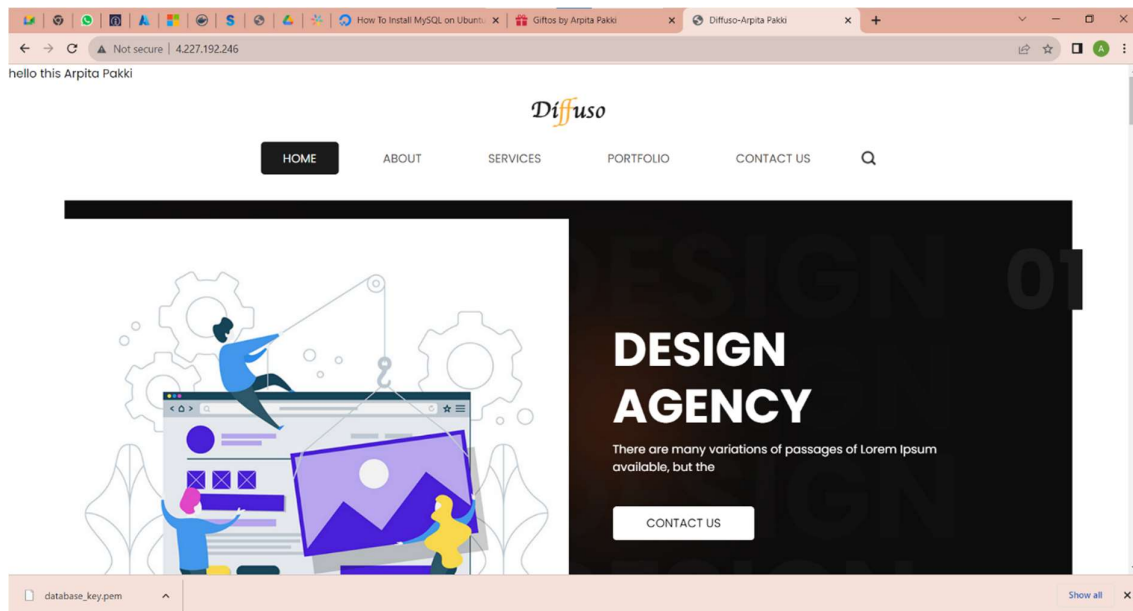 How To Install MySQL on Ubuntu
Giftos by Arpita Pakki
Diffuso-Arpita Pakki
Not secure
4.227.192.246
A
hello this Arpita Pakki
Diffuso
HOME
ABOUT
SERVICES
PORTFOLIO
CONTACT US
DESIGN
01
DESIGN
AGENCY
There are many variations of passages of Lorem Ipsum
available, but the
DESIGN
CONTACT US
DESIGN
database_key.pem
Show all